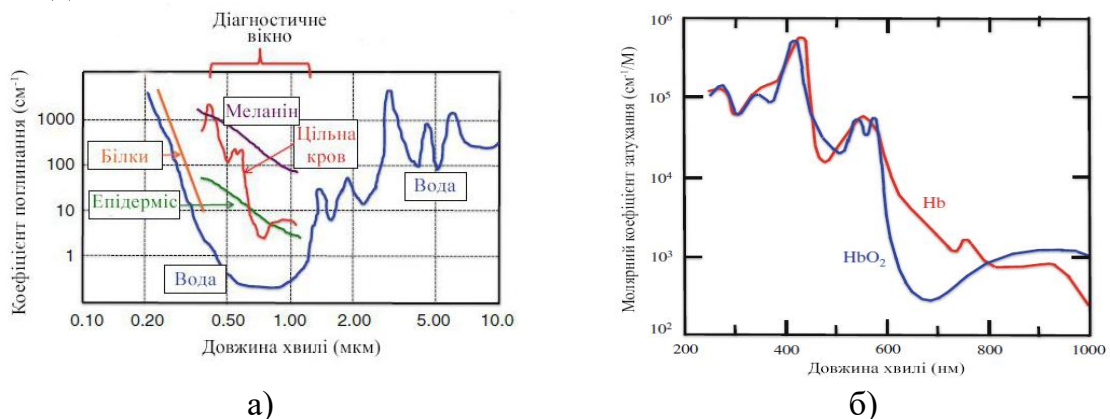 Діагностичне
вікно
Коефіцієнт поглинання (см⁻¹)
1000
100
10
1
Меланін
Цільна
кров
Білки
Епідерміс
Вода
Вода
0.10 0.20 0.50 1.00 2.00 5.00 10.0
Довжина хвилі (мкм)
а)
Молярний коефіцієнт затухання (см⁻¹/М)
10⁶
10⁵
10⁴
10³
10²
Hb
HbO₂
200 400 600 800 1000
Довжина хвилі (нм)
б)